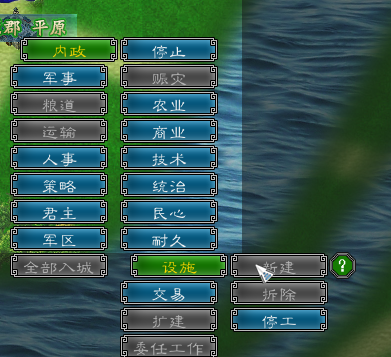 郡 平原
内政 停止
军事 赈灾
粮道 农业
运输 商业
人事 技术
策略 统治
君主 民心
军区 耐久
全部入城 设施 新建 ?
交易 拆除
扩建 停工
委任工作